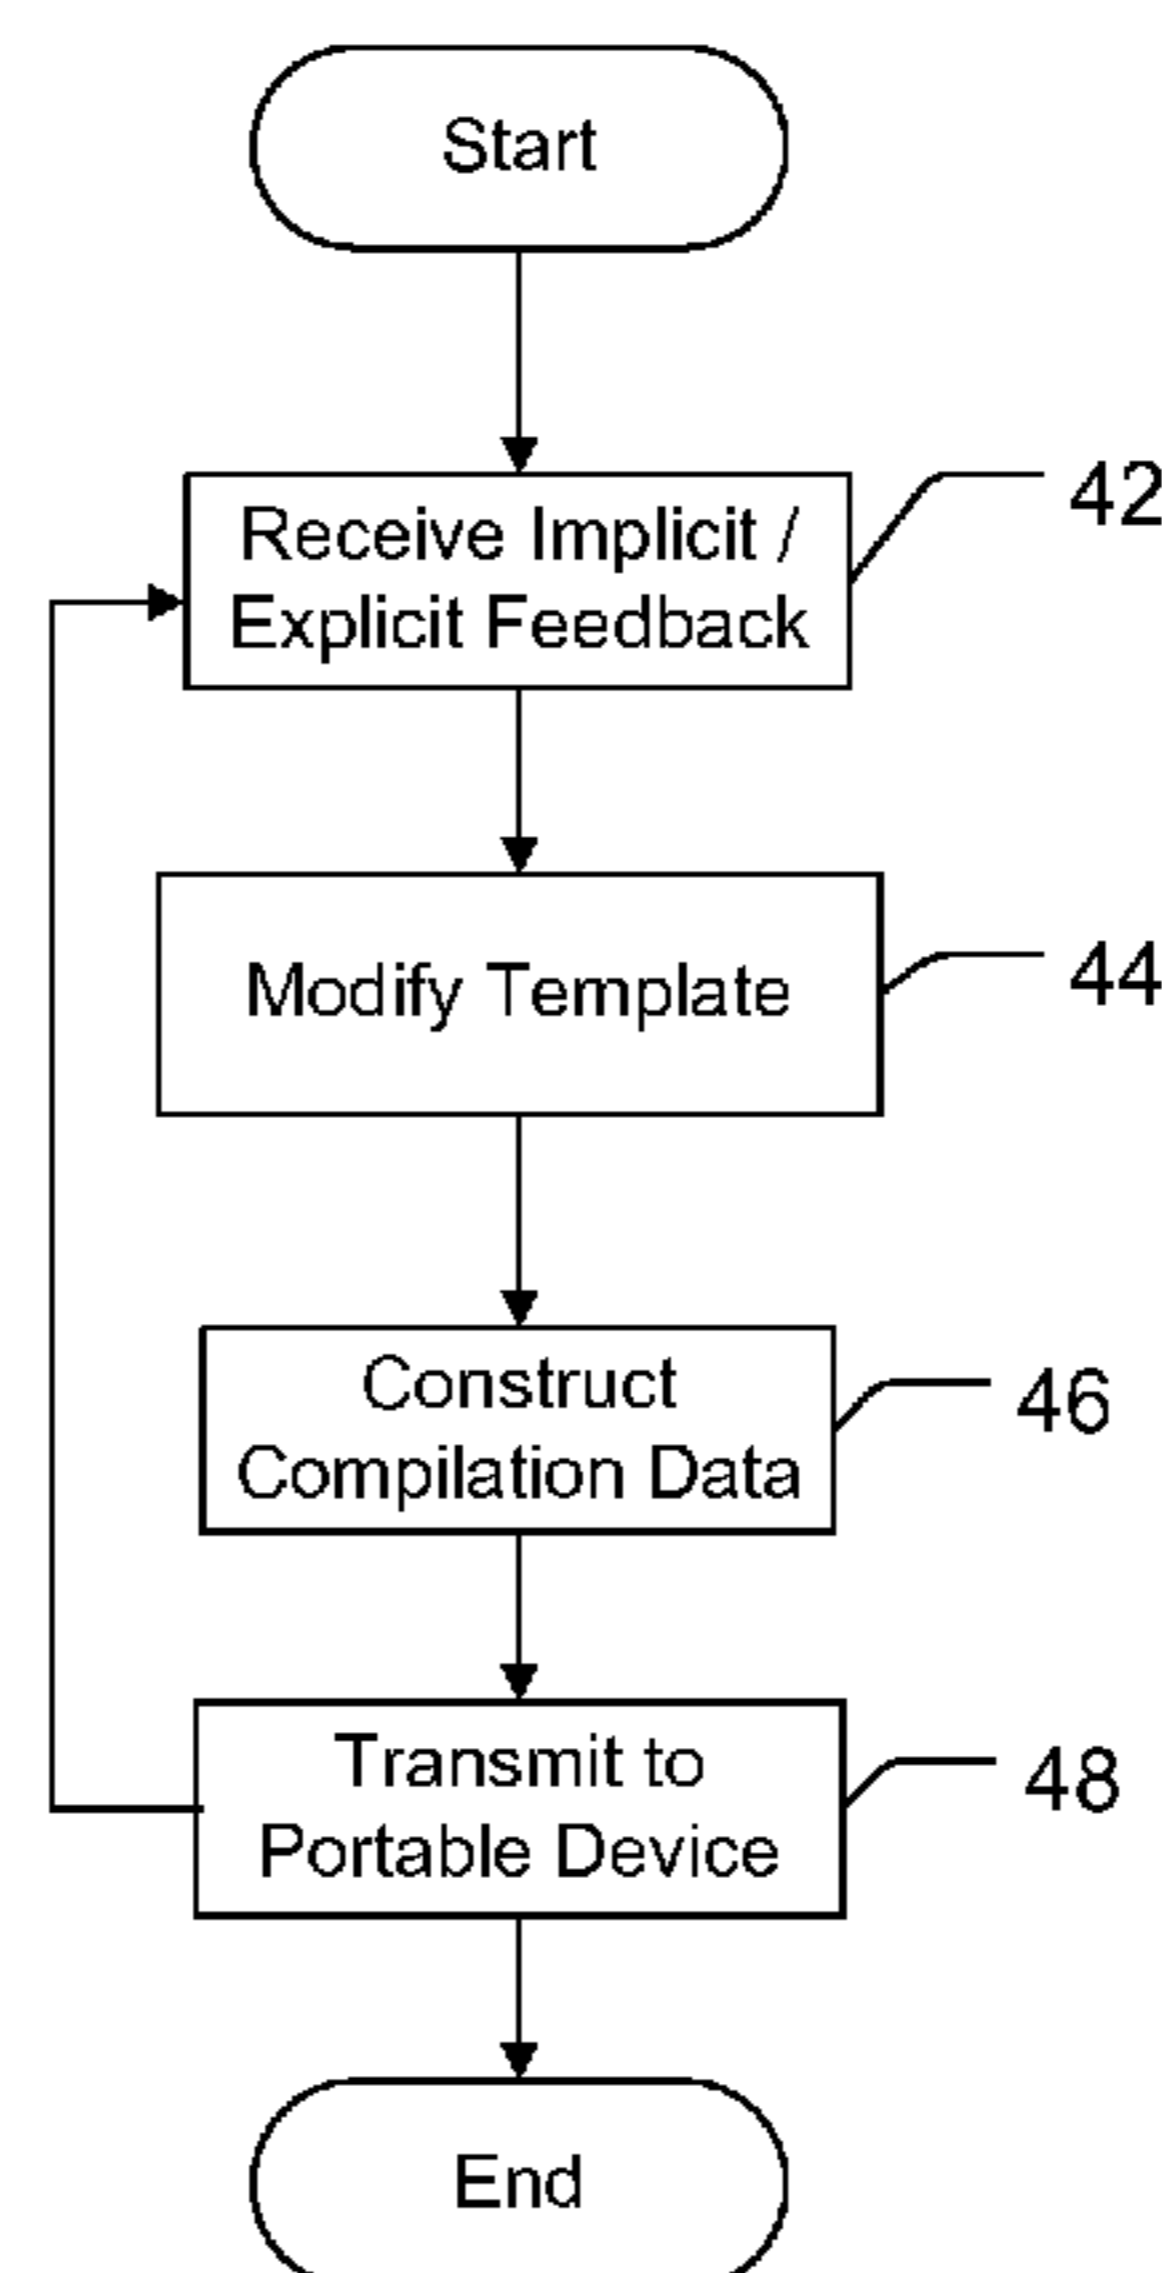 Start
Receive Implicit /
Explicit Feedback
42
Modify Template
44
Construct
Compilation Data
46
Transmit to
Portable Device
48
End